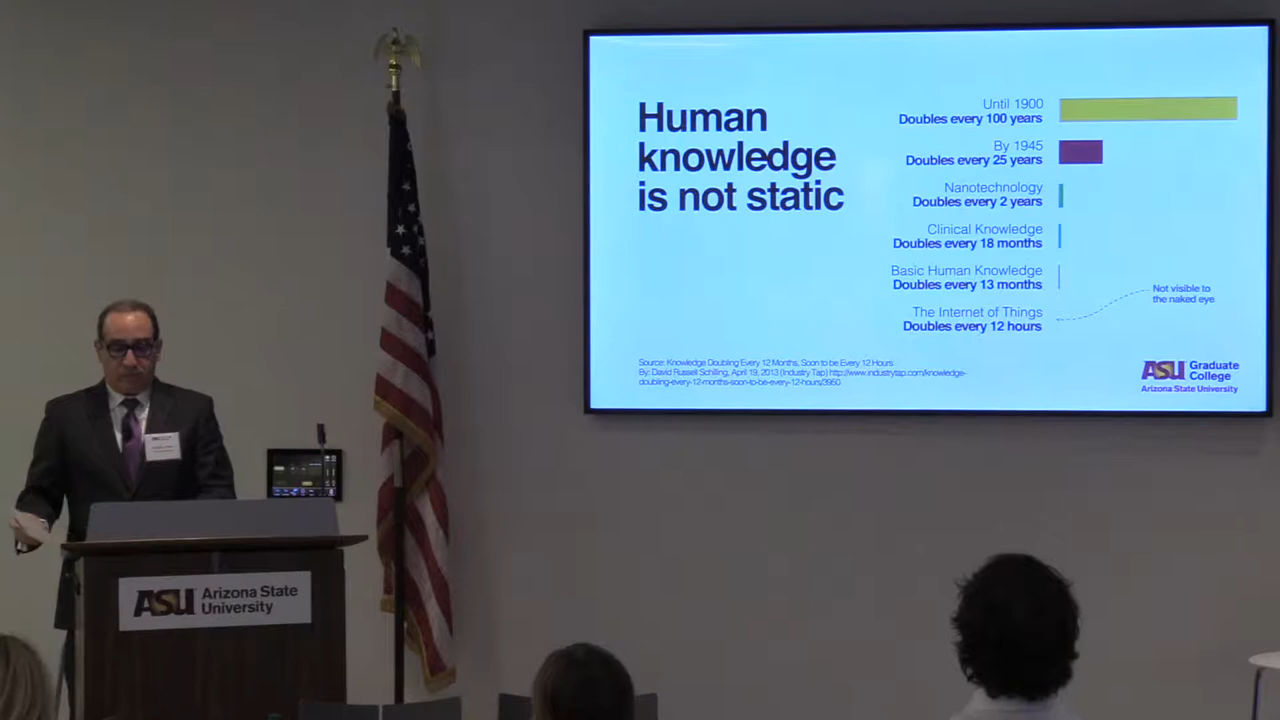 Human
knowledge
is not static
Until 1900
Doubles every 100 years
By 1945
Doubles every 25 years
Nanotechnology
Doubles every 2 years
Clinical Knowledge
Doubles every 18 months
Basic Human Knowledge
Doubles every 13 months
The Internet of Things
Doubles every 12 hours
Not visible to
the naked eye
Source: Knowledge Doubling Every 12 Months, Soon to be Every 12 Hours
By: David Russell Schilling, April 19, 2013 (Industry Tap) http://www.industrytap.com/knowledge-
doubling-every-12-months-soon-to-be-every-12-hours/3950
ASU Graduate
College
Arizona State University
ASU Arizona State
University